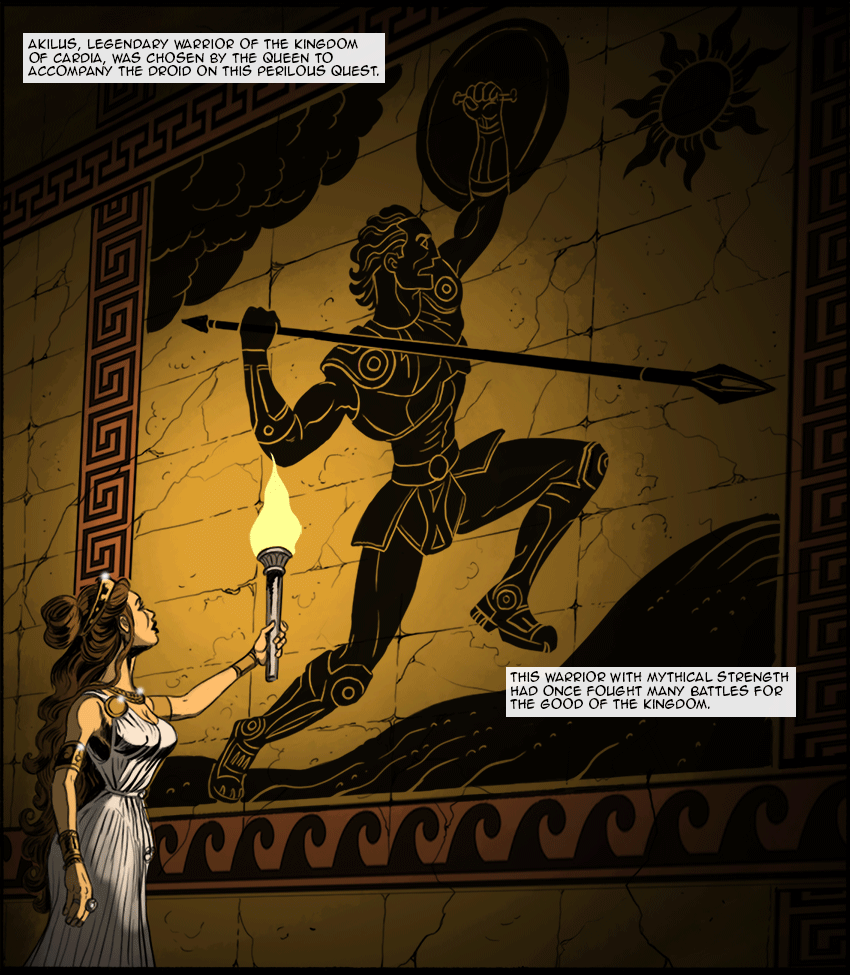 AKILUS, LEGENDARY WARRIOR OF THE KINGDOM
OF CARDIA, WAS CHOSEN BY THE QUEEN TO
ACCOMPANY THE DROID ON THIS PERILOUS QUEST.
THIS WARRIOR WITH MYTHICAL STRENGTH
HAD ONCE FOUGHT MANY BATTLES FOR
THE GOOD OF THE KINGDOM.